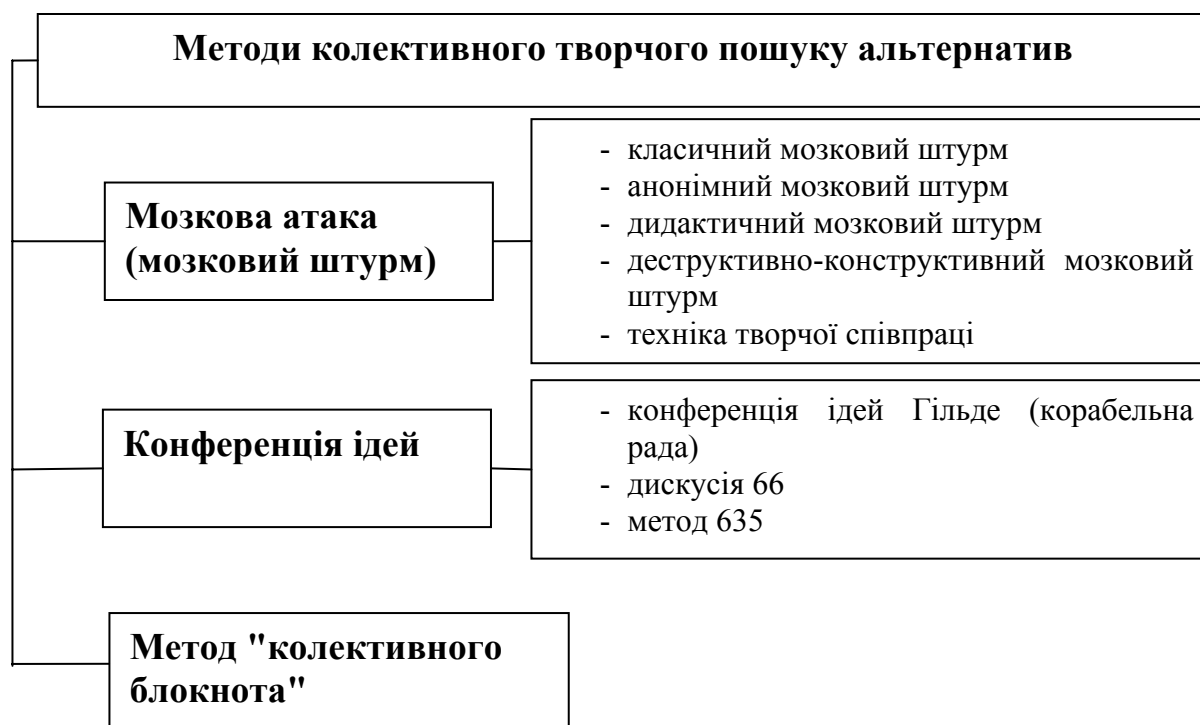 Методи колективного творчого пошуку альтернатив
Мозкова атака
(мозковий штурм)
- класичний мозковий штурм
- анонімний мозковий штурм
- дидактичний мозковий штурм
- деструктивно-конструктивний мозковий
штурм
- техніка творчої співпраці
Конференція ідей
- конференція ідей Гільде (корабельна
рада)
- дискусія 66
- метод 635
Метод "колективного
блокнота"